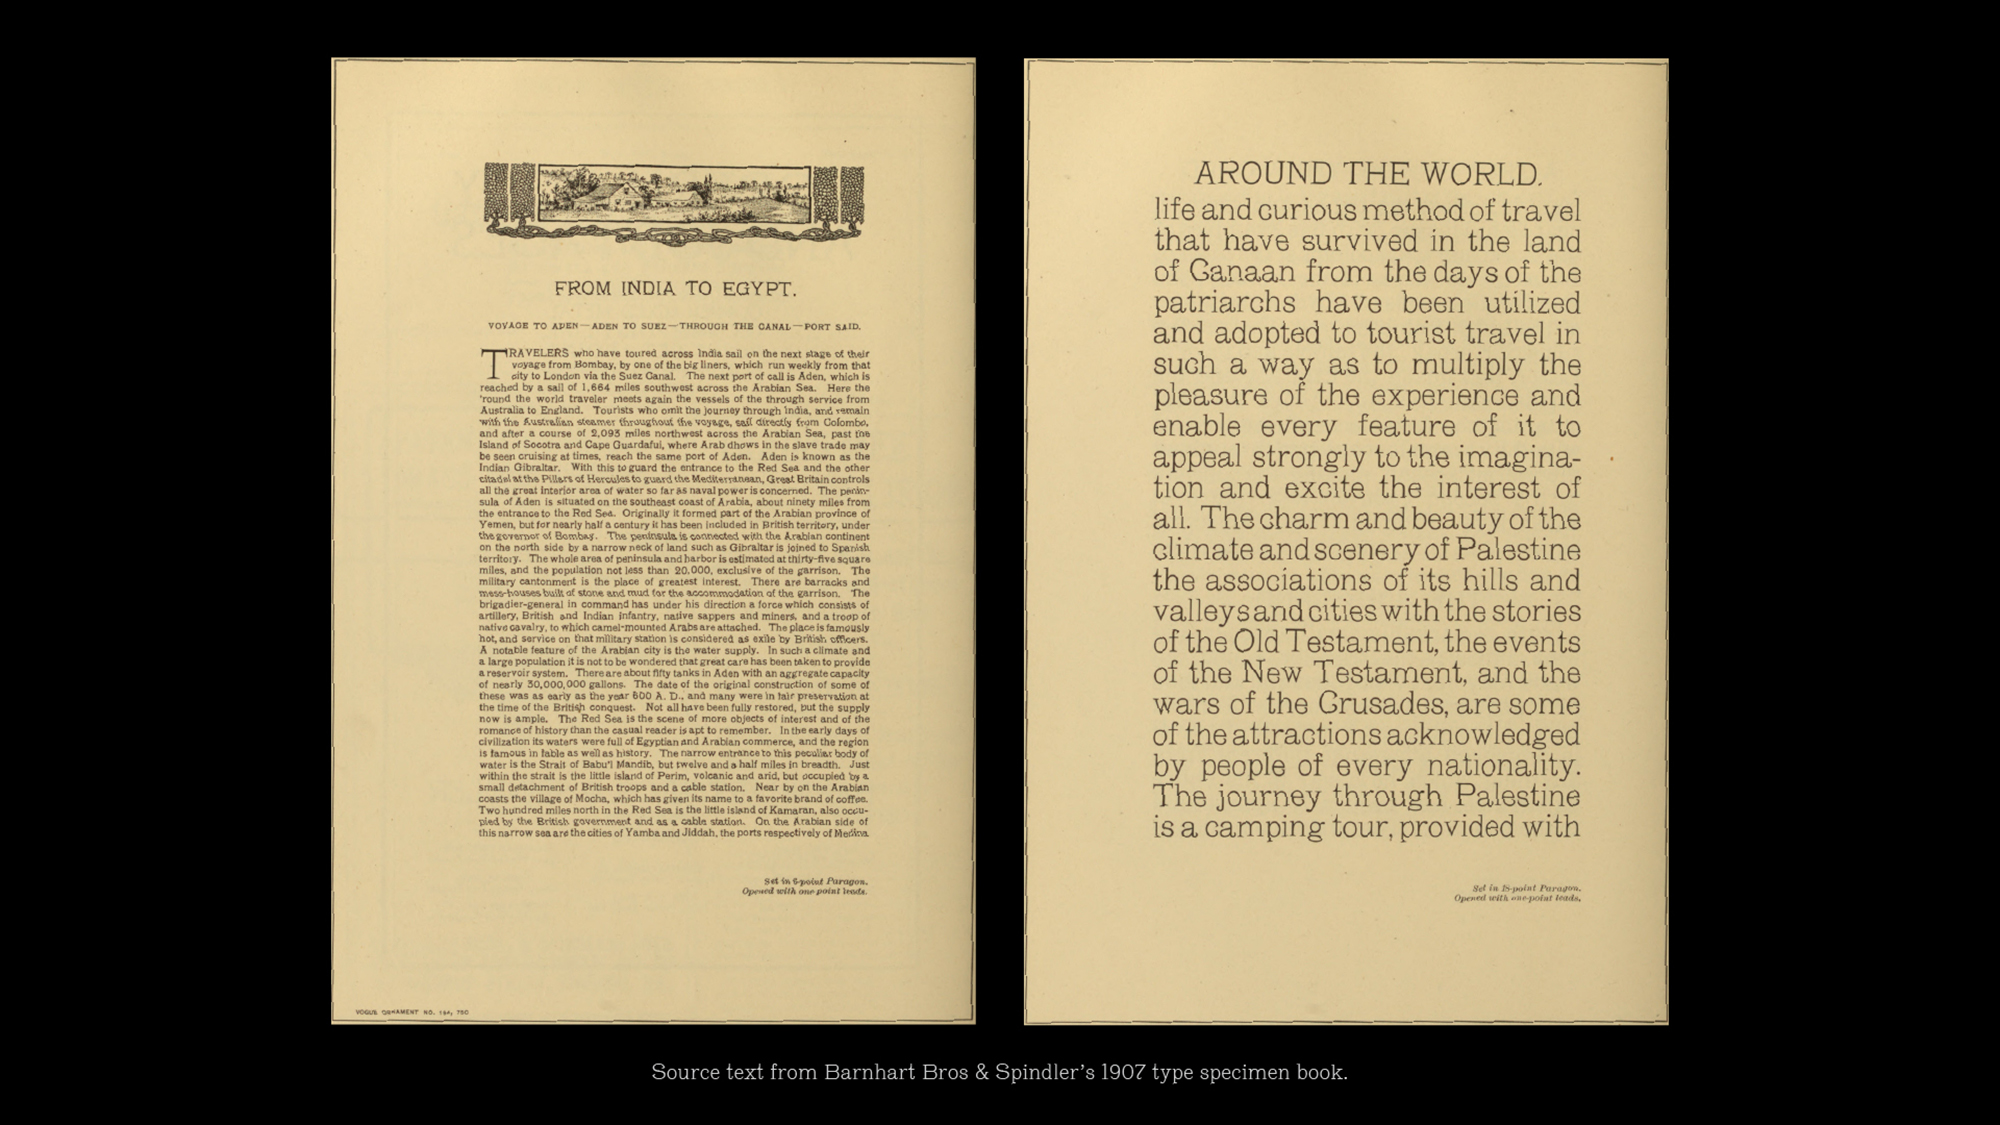 FROM INDIA TO EGYPT.
VOYAGE TO ADEN—ADEN TO SUEZ—THROUGH THE CANAL—PORT SAID.
TRAVELERS who have toured across India sail on the next stage of their
voyage from Bombay, by one of the big liners, which run weekly from that
city to London via the Suez Canal. The next port of call is Aden, which is
reached by a sail of 1,664 miles southwest across the Arabian Sea. Here the
'round the world traveler meets again the vessels of the through service from
Australia to England. Tourists who omit the journey through India, and remain
with the Australian steamer throughout the voyage, sail directly from Colombo,
and after a course of 2,093 miles northwest across the Arabian Sea, past the
Island of Socotra and Cape Guardaful, where Arab dhows in the slave trade may
be seen cruising at times, reach the same port of Aden. Aden is known as the
Indian Gibraltar. With this to guard the entrance to the Red Sea and the other
citadel at the Pillars of Hercules to guard the Mediterranean, Great Britain controls
all the great interior area of water so far as naval power is concerned. The penin-
sula of Aden is situated on the southeast coast of Arabia, about ninety miles from
the entrance to the Red Sea. Originally it formed part of the Arabian province of
Yemen, but for nearly half a century it has been included in British territory, under
the governor of Bombay. The peninsula is connected with the Arabian continent
on the north side by a narrow neck of land such as Gibraltar is joined to Spanish
territory. The whole area of peninsula and harbor is estimated at thirty-five square
miles, and the population not less than 20,000, exclusive of the garrison. The
military cantonment is the place of greatest interest. There are barracks and
mess-houses built of stone and mud for the accommodation of the garrison. The
brigadier-general in command has under his direction a force which consists of
artillery, British and Indian infantry, native sappers and miners, and a troop of
native cavalry, to which camel-mounted Arabs are attached. The place is famously
hot, and service on that military station is considered as exile by British officers.
A notable feature of the Arabian city is the water supply. In such a climate and
a large population it is not to be wondered that great care has been taken to provide
a reservoir system. There are about fifty tanks in Aden with an aggregate capacity
of nearly 30,000,000 gallons. The date of the original construction of some of
these was as early as the year 600 A. D., and many were in fair preservation at
the time of the British conquest. Not all have been fully restored, but the supply
now is ample. The Red Sea is the scene of more objects of interest and of the
romance of history than the casual reader is apt to remember. In the early days of
civilization its waters were full of Egyptian and Arabian commerce, and the region
is famous in fable as well as history. The narrow entrance to this peculiar body of
water is the Strait of Babu'l Mandib, but twelve and a half miles in breadth. Just
within the strait is the little island of Perim, volcanic and arid, but occupied by a
small detachment of British troops and a cable station. Near by on the Arabian
coasts the village of Mocha, which has given its name to a favorite brand of coffee.
Two hundred miles north in the Red Sea is the little island of Kamaran, also occu-
pied by the British government and as a cable station. On the Arabian side of
this narrow sea are the cities of Yamba and Jiddah, the ports respectively of Medina
Set in 6-point Paragon.
Opened with one point leads.
VOGUE ORNAMENT NO.
AROUND THE WORLD.
life and curious method of travel
that have survived in the land
of Canaan from the days of the
patriarchs have been utilized
and adopted to tourist travel in
such a way as to multiply the
pleasure of the experience and
enable every feature of it to
appeal strongly to the imagina-
tion and excite the interest of
all. The charm and beauty of the
climate and scenery of Palestine
the associations of its hills and
valleys and cities with the stories
of the Old Testament, the events
of the New Testament, and the
wars of the Crusades, are some
of the attractions acknowledged
by people of every nationality.
The journey through Palestine
is a camping tour, provided with
Set in 18-point Paragon.
Opened with one-point leads.
Source text from Barnhart Bros & Spindler's 1907 type specimen book.